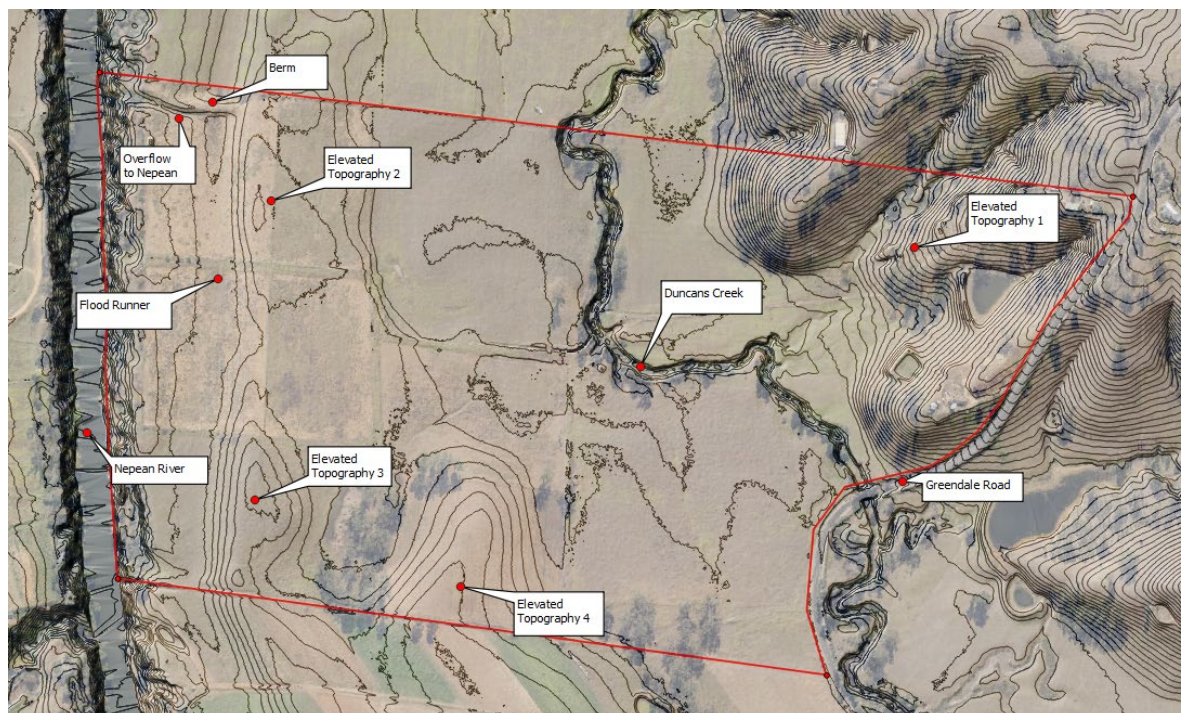 Berm
Overflow
to Nepean
Elevated
Topography 2
Elevated
Topography 1
Flood Runner
Duncans Creek
Nepean River
Elevated
Topography 3
Greendale Road
Elevated
Topography 4